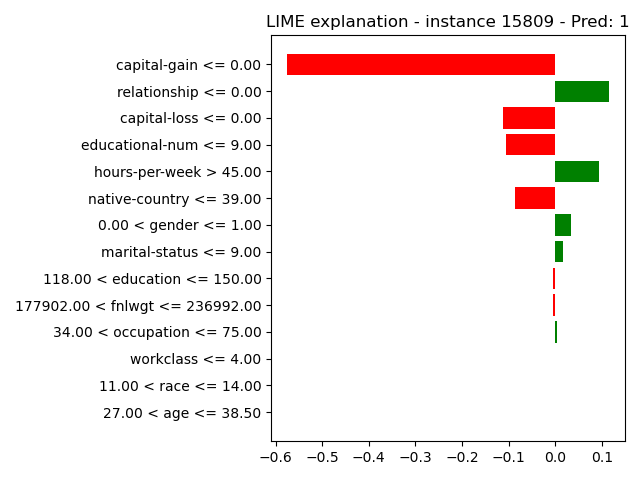 LIME explanation - instance 15809 - Pred: 1
capital-gain <= 0.00
relationship <= 0.00
capital-loss <= 0.00
educational-num <= 9.00
hours-per-week > 45.00
native-country <= 39.00
0.00 < gender <= 1.00
marital-status <= 9.00
118.00 < education <= 150.00
177902.00 < fnlwgt <= 236992.00
34.00 < occupation <= 75.00
workclass <= 4.00
11.00 < race <= 14.00
27.00 < age <= 38.50
−0.6 −0.5 −0.4 −0.3 −0.2 −0.1 0.0 0.1